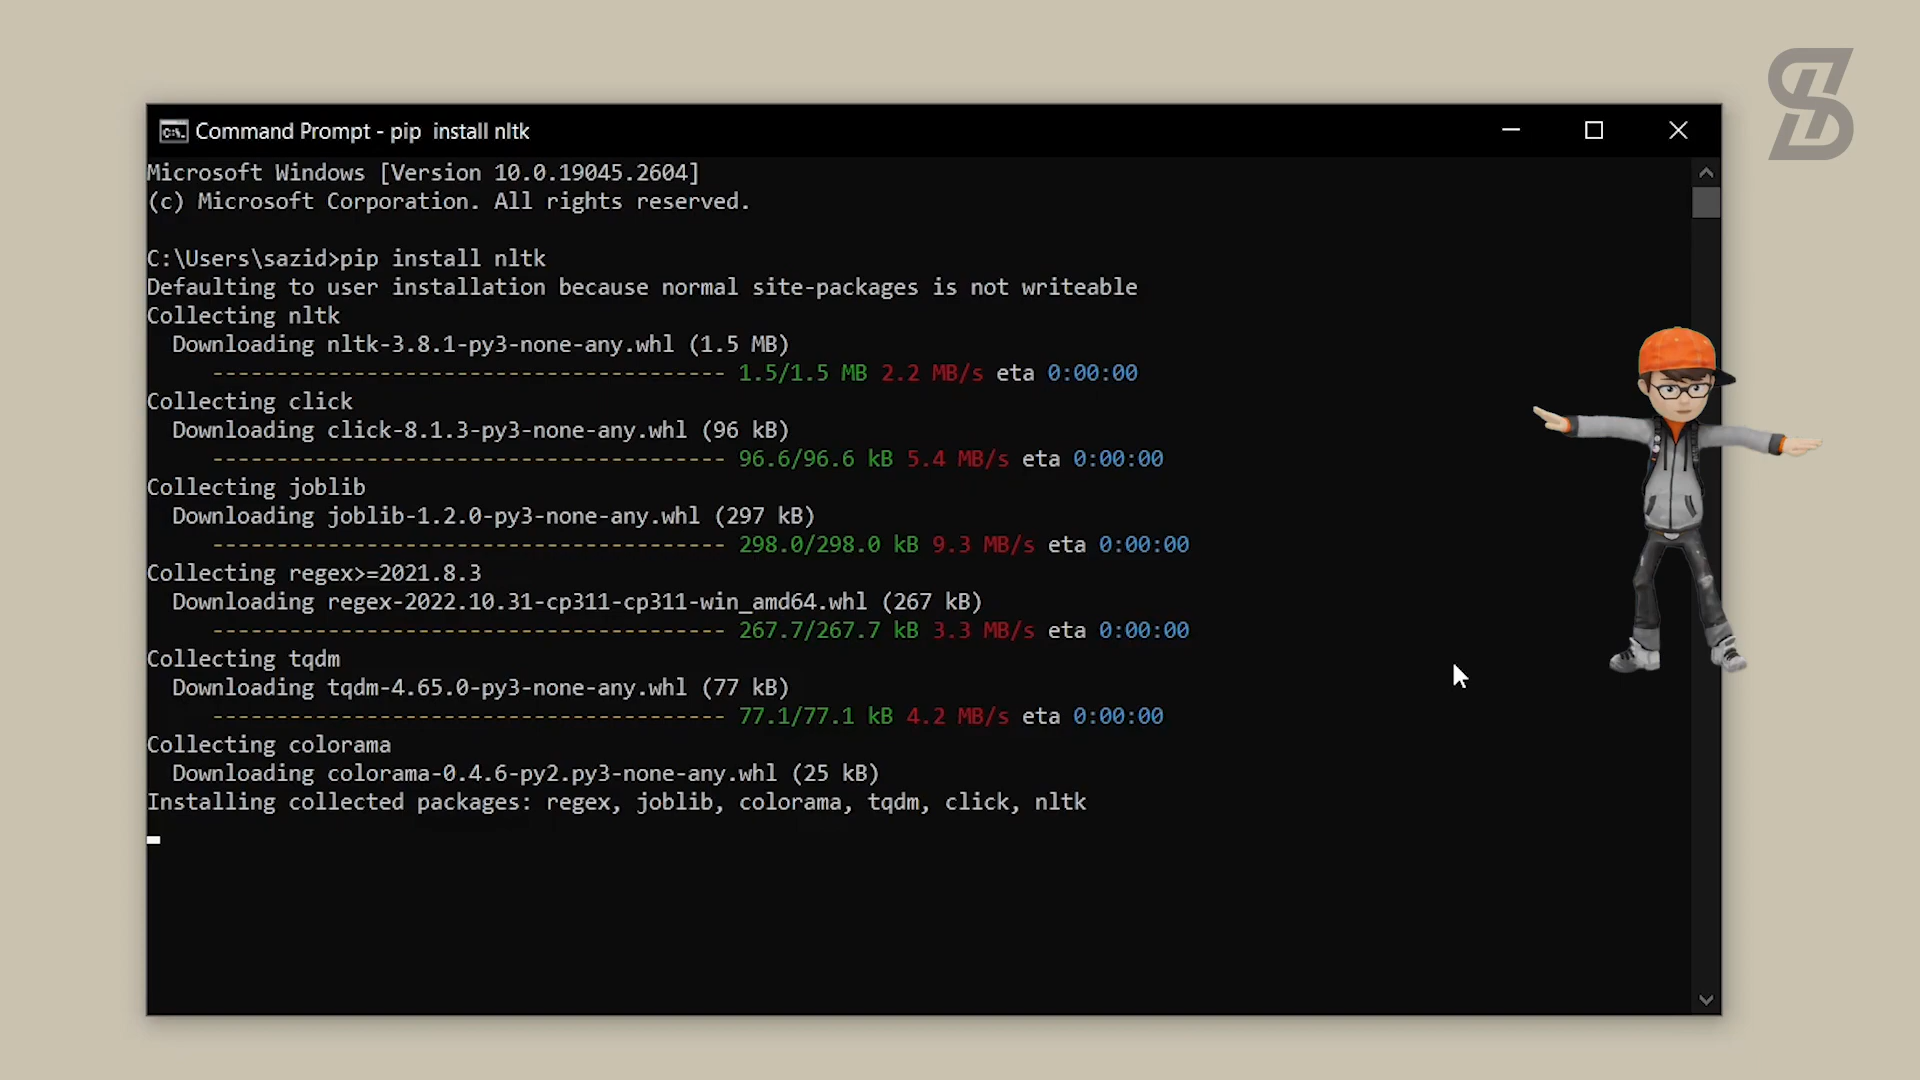 Command Prompt - pip  install nltk
Microsoft Windows [Version 10.0.19045.2604]
(c) Microsoft Corporation. All rights reserved.
C:\Users\sazid>pip install nltk
Defaulting to user installation because normal site-packages is not writeable
Collecting nltk
  Downloading nltk-3.8.1-py3-none-any.whl (1.5 MB)
     ---------------------------------------- 1.5/1.5 MB 2.2 MB/s eta 0:00:00
Collecting click
  Downloading click-8.1.3-py3-none-any.whl (96 kB)
     ---------------------------------------- 96.6/96.6 kB 5.4 MB/s eta 0:00:00
Collecting joblib
  Downloading joblib-1.2.0-py3-none-any.whl (297 kB)
     ---------------------------------------- 298.0/298.0 kB 9.3 MB/s eta 0:00:00
Collecting regex>=2021.8.3
  Downloading regex-2022.10.31-cp311-cp311-win_amd64.whl (267 kB)
     ---------------------------------------- 267.7/267.7 kB 3.3 MB/s eta 0:00:00
Collecting tqdm
  Downloading tqdm-4.65.0-py3-none-any.whl (77 kB)
     ---------------------------------------- 77.1/77.1 kB 4.2 MB/s eta 0:00:00
Collecting colorama
  Downloading colorama-0.4.6-py2.py3-none-any.whl (25 kB)
Installing collected packages: regex, joblib, colorama, tqdm, click, nltk